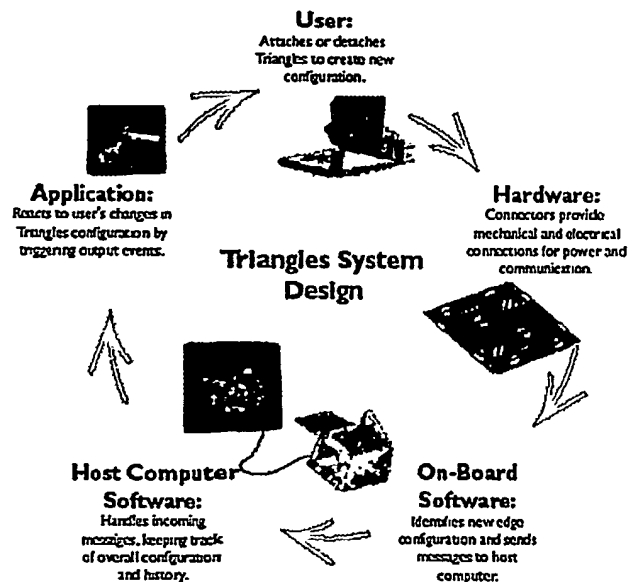 User:
Attaches or detaches
Triangles to create new
configuration.
Hardware:
Connectors provide
mechanical and electrical
connections for power and
communication.
On-Board
Software:
Identifies new edge
configuration and sends
messages to host
computer.
Host Computer
Software:
Handles incoming
messages, keeping track
of overall configuration
and history.
Application:
Reacts to user's changes in
Triangles configuration by
triggering output events.
Triangles System
Design